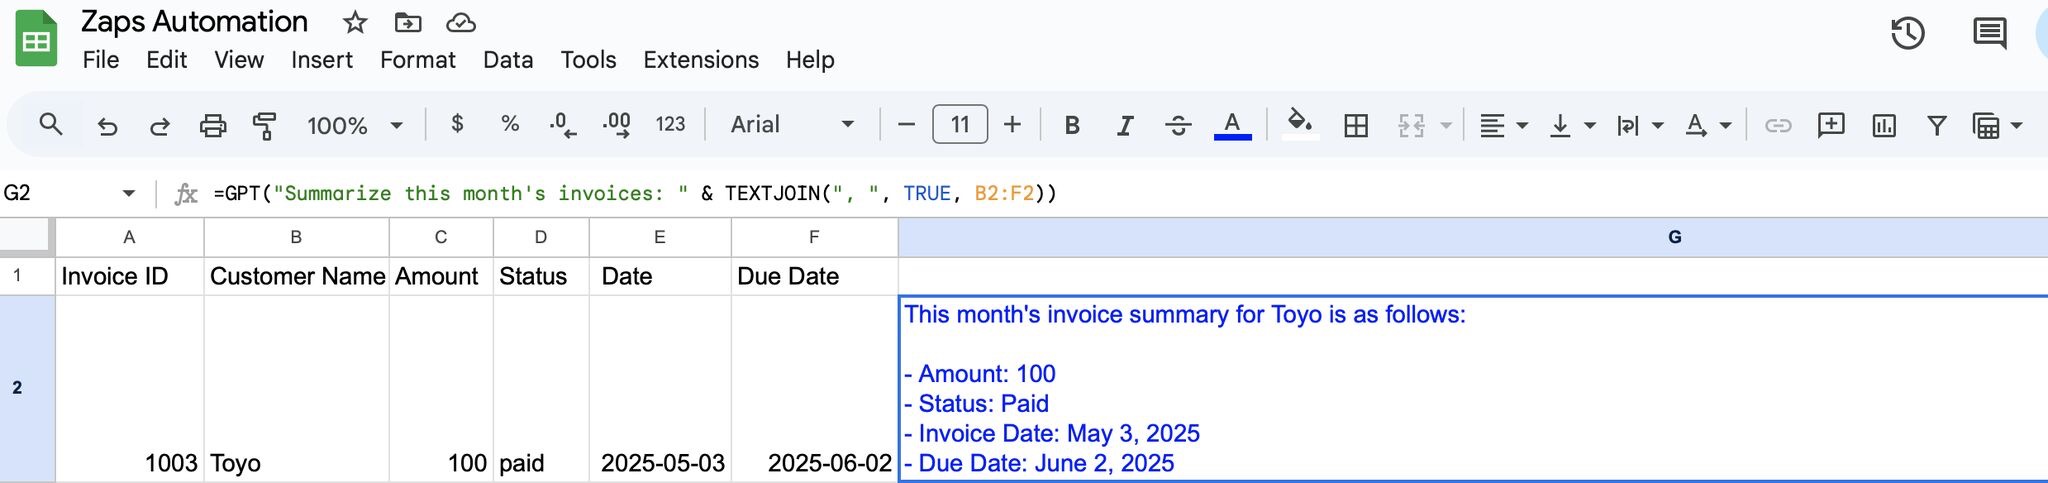 Zaps Automation
File Edit View Insert Format Data Tools Extensions Help
100% $ % .0 .00 123 Arial 11 B I S A A
G2 fx =GPT("Summarize this month's invoices: " & TEXTJOIN(", ", TRUE, B2:F2))
A B C D E F G
1 Invoice ID Customer Name Amount Status Date Due Date
This month's invoice summary for Toyo is as follows:
- Amount: 100
2
- Status: Paid
- Invoice Date: May 3, 2025
1003 Toyo 100 paid 2025-05-03 2025-06-02 - Due Date: June 2, 2025